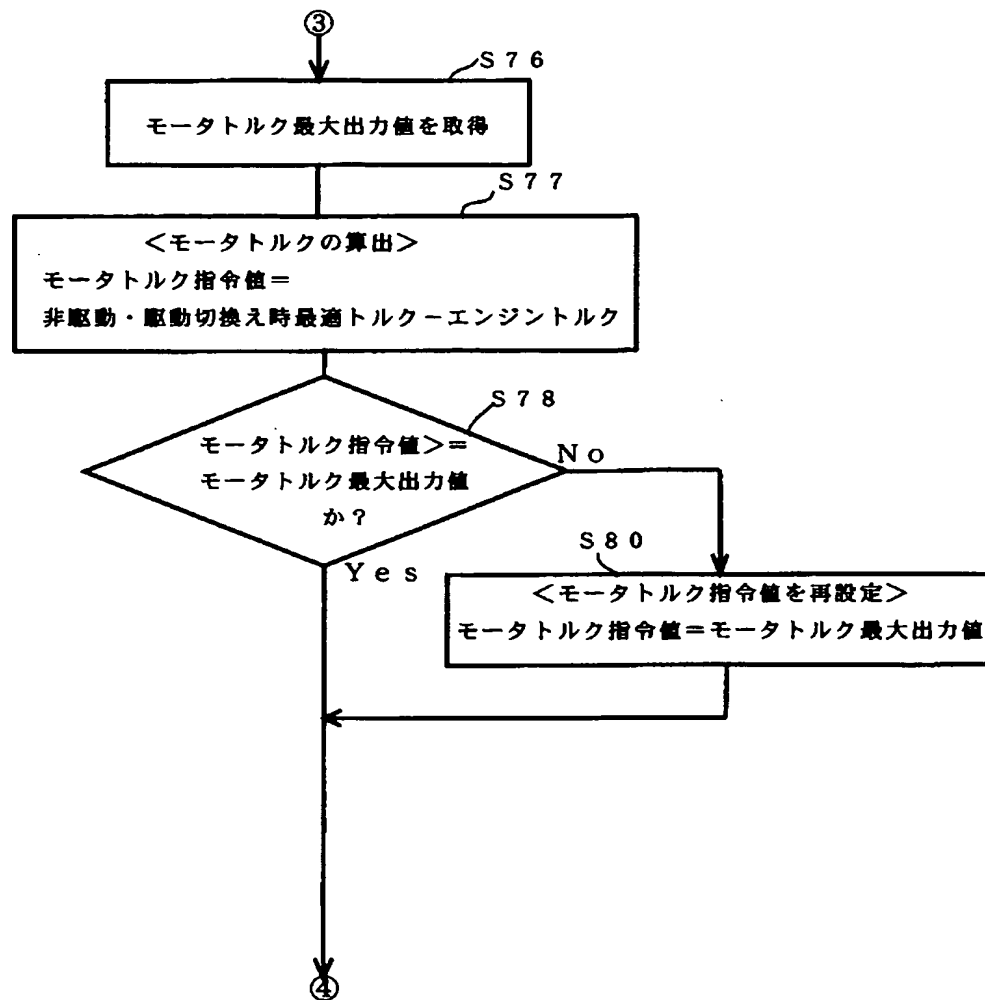 ③
S76
モータトルク最大出力値を取得
S77
＜モータトルクの算出＞
モータトルク指令値＝
非駆動・駆動切換え時最適トルク－エンジントルク
S78
モータトルク指令値＞＝
モータトルク最大出力値
か？
No
Yes
S80
＜モータトルク指令値を再設定＞
モータトルク指令値＝モータトルク最大出力値
④